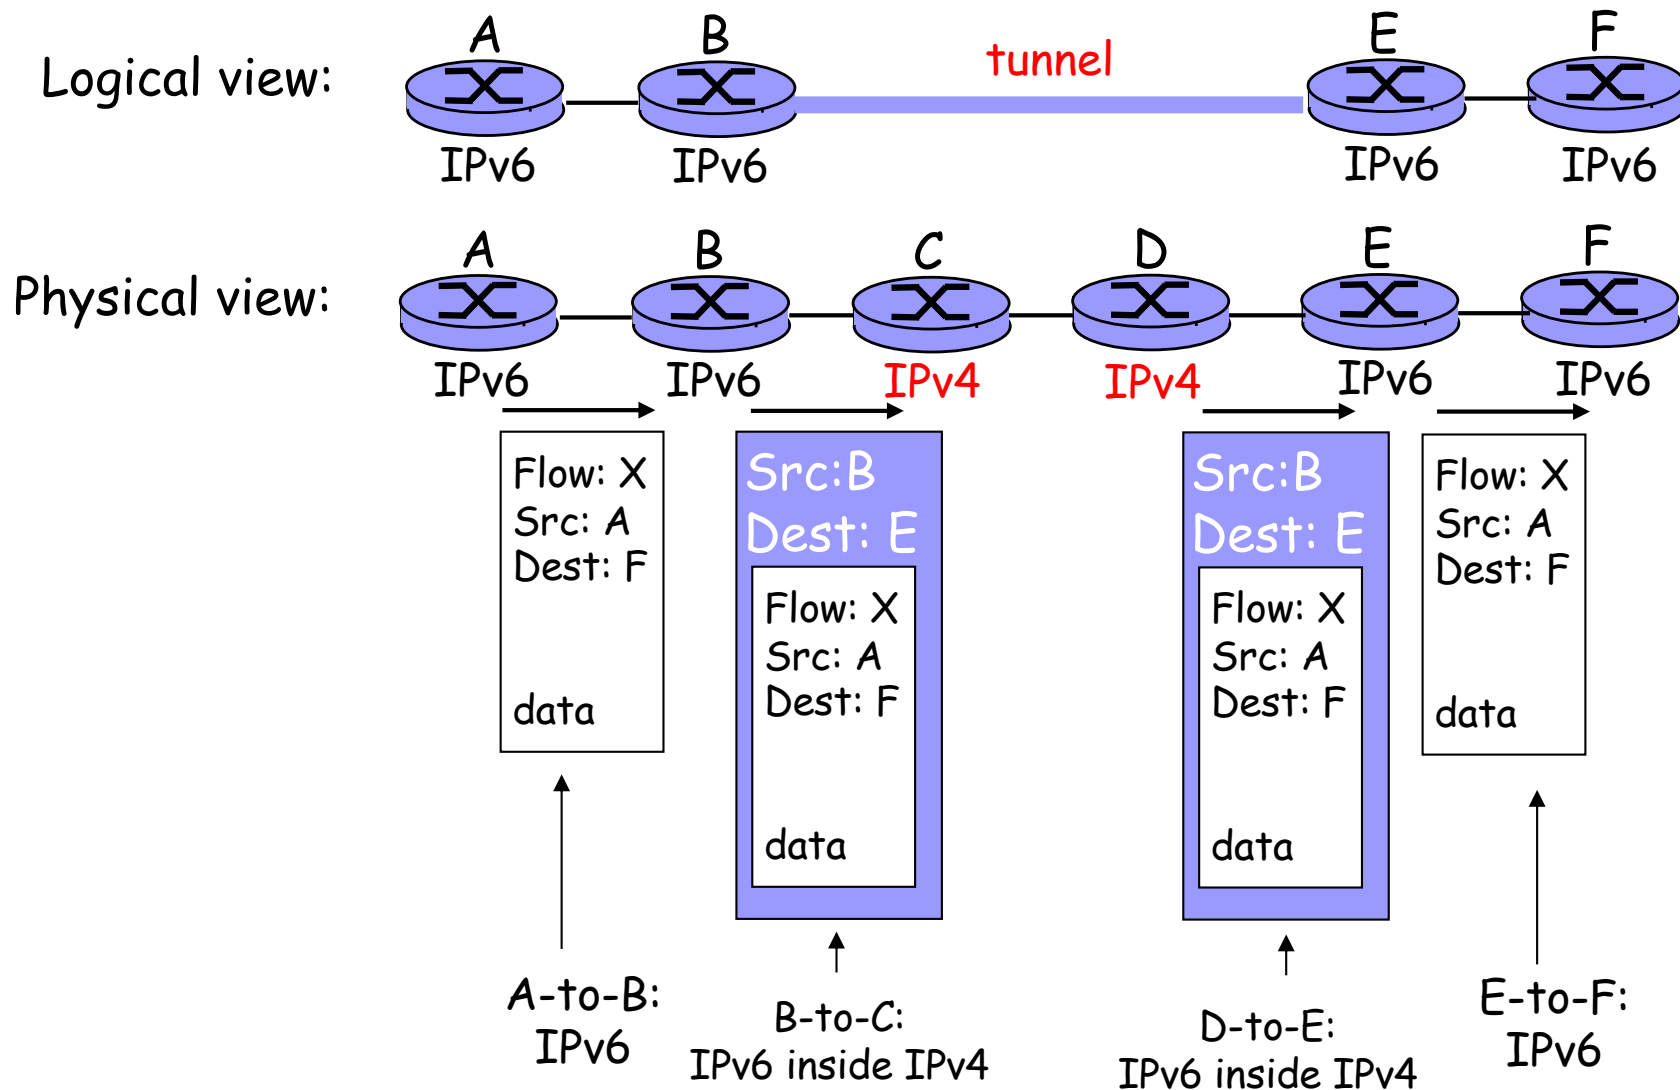 A
B
tunnel
E
F
Logical view:
IPv6
IPv6
IPv6
IPv6
A
B
C
D
E
F
Physical view:
IPv6
IPv6
IPv4
IPv4
IPv6
IPv6
Flow: X
Src: A
Dest: F
data
Src:B
Dest: E
Flow: X
Src: A
Dest: F
data
Src:B
Dest: E
Flow: X
Src: A
Dest: F
data
Flow: X
Src: A
Dest: F
data
A-to-B:
IPv6
B-to-C:
IPv6 inside IPv4
D-to-E:
IPv6 inside IPv4
E-to-F:
IPv6